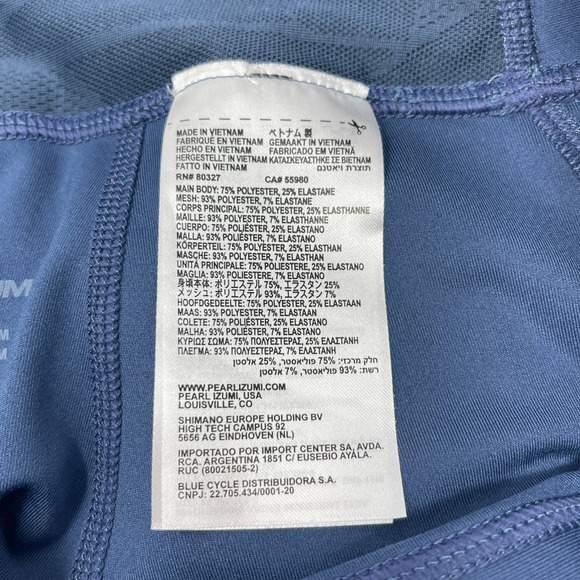 MADE IN VIETNAM ベトナム製
FABRIQUÉ EN VIETNAM GEMAAKT IN VIETNAM
HECHO EN VIETNAM FABRICADO EM VIETNAM
HERGESTELLT IN VIETNAM ΚΑΤΑΣΚΕΥΑΣΤΗΚΕ ΣΕ ΒΙΕΤΝΑΜ
FATTO IN VIETNAM תוצרת ויאטנם
RN# 80327 CA# 55980
MAIN BODY: 75% POLYESTER, 25% ELASTANE
MESH: 93% POLYESTER, 7% ELASTANE
CORPS PRINCIPAL: 75% POLYESTER, 25% ELASTHANNE
MAILLE: 93% POLYESTER, 7% ELASTHANNE
CUERPO: 75% POLIÉSTER, 25% ELASTANO
MALLA: 93% POLIÉSTER, 7% ELASTANO
KÖRPERTEIL: 75% POLYESTER, 25% ELASTHAN
MASCHE: 93% POLYESTER, 7% ELASTHAN
UNITÀ PRINCIPALE: 75% POLIESTERE, 25% ELASTANO
MAGLIA: 93% POLIESTERE, 7% ELASTANO
身頃本体: ポリエステル 75%, エラスタン 25%
メッシュ: ポリエステル 93%, エラスタン 7%
HOOFDGEDEELTE: 75% POLYESTER, 25% ELASTAAN
MAAS: 93% POLYESTER, 7% ELASTAAN
COLETE: 75% POLIÉSTER, 25% ELASTANO
MALHA: 93% POLIÉSTER, 7% ELASTANO
ΚΥΡΙΩΣ ΣΩΜΑ: 75% ΠΟΛΥΕΣΤΕΡΑΣ, 25% ΕΛΑΣΤΑΝ
ΠΛΕΓΜΑ: 93% ΠΟΛΥΕΣΤΕΡΑΣ, 7% ΕΛΑΣΤΑΝ
חלק מרכזי: 75% פוליאסטר, 25% אלסטן
רשת: 93% פוליאסטר, 7% אלסטן
WWW.PEARLIZUMI.COM
PEARL IZUMI, USA
LOUISVILLE, CO
SHIMANO EUROPE HOLDING BV
HIGH TECH CAMPUS 92
5656 AG EINDHOVEN (NL)
IMPORTADO POR IMPORT CENTER SA, AVDA.
RCA. ARGENTINA 1851 C/ EUSEBIO AYALA.
RUC (80021505-2)
BLUE CYCLE DISTRIBUIDORA S.A.
CNPJ: 22.705.434/0001-20
M
M